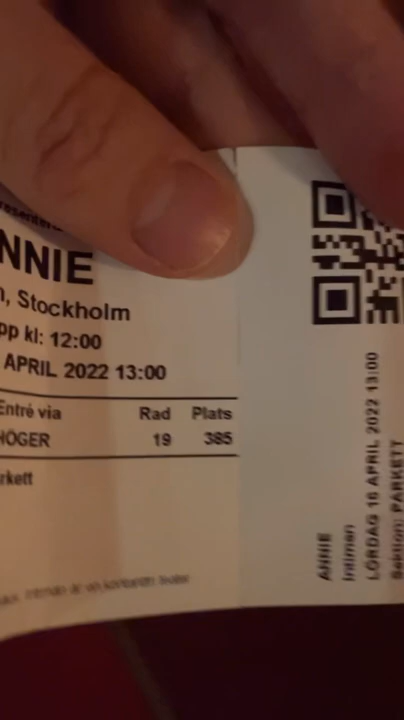 NNIE
, Stockholm
pp kl: 12:00
APRIL 2022 13:00
Entré via Rad Plats
HÖGER 19 385
rkett
ANNIE
Intiman
LÖRDAG 16 APRIL 2022 13:00
Sektion: PARKETT